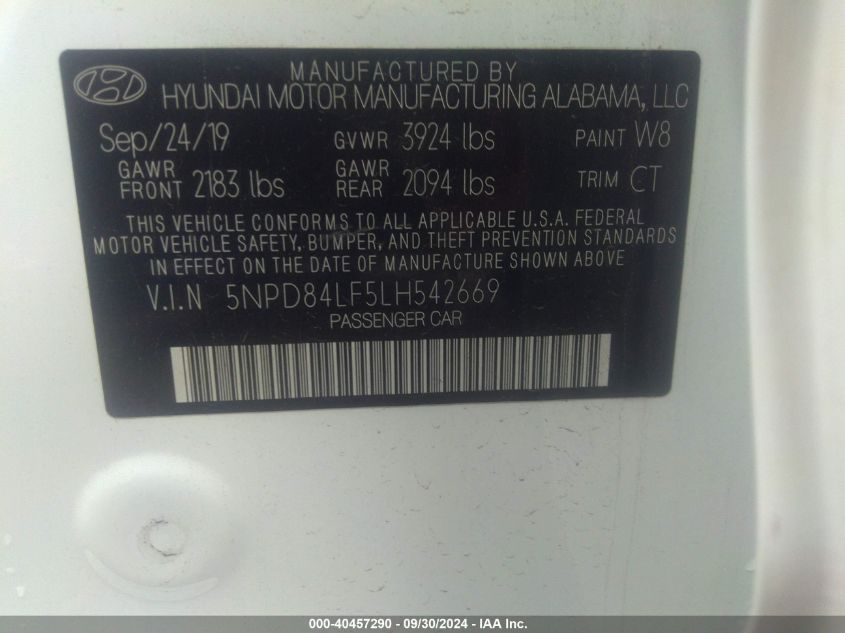 MANUFACTURED BY
HYUNDAI MOTOR MANUFACTURING ALABAMA, LLC
Sep/24/19 GVWR 3924 lbs PAINT W8
GAWR FRONT 2183 lbs GAWR REAR 2094 lbs TRIM CT
THIS VEHICLE CONFORMS TO ALL APPLICABLE U.S.A. FEDERAL
MOTOR VEHICLE SAFETY, BUMPER, AND THEFT PREVENTION STANDARDS
IN EFFECT ON THE DATE OF MANUFACTURE SHOWN ABOVE
V.I.N 5NPD84LF5LH542669
PASSENGER CAR
000-40457290 - 09/30/2024 - IAA Inc.